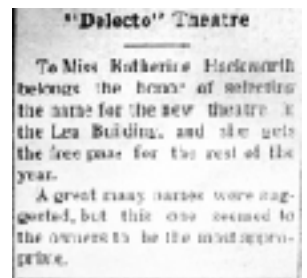 "Delecto" Theatre
To Miss Katherine Hackworth
belongs the honor of selecting
the name for the new theatre in
the Lea Building, and she gets
the free pass for the rest of the
year.
A great many names were sug-
gested, but this one seemed to
the owners to be the most appro-